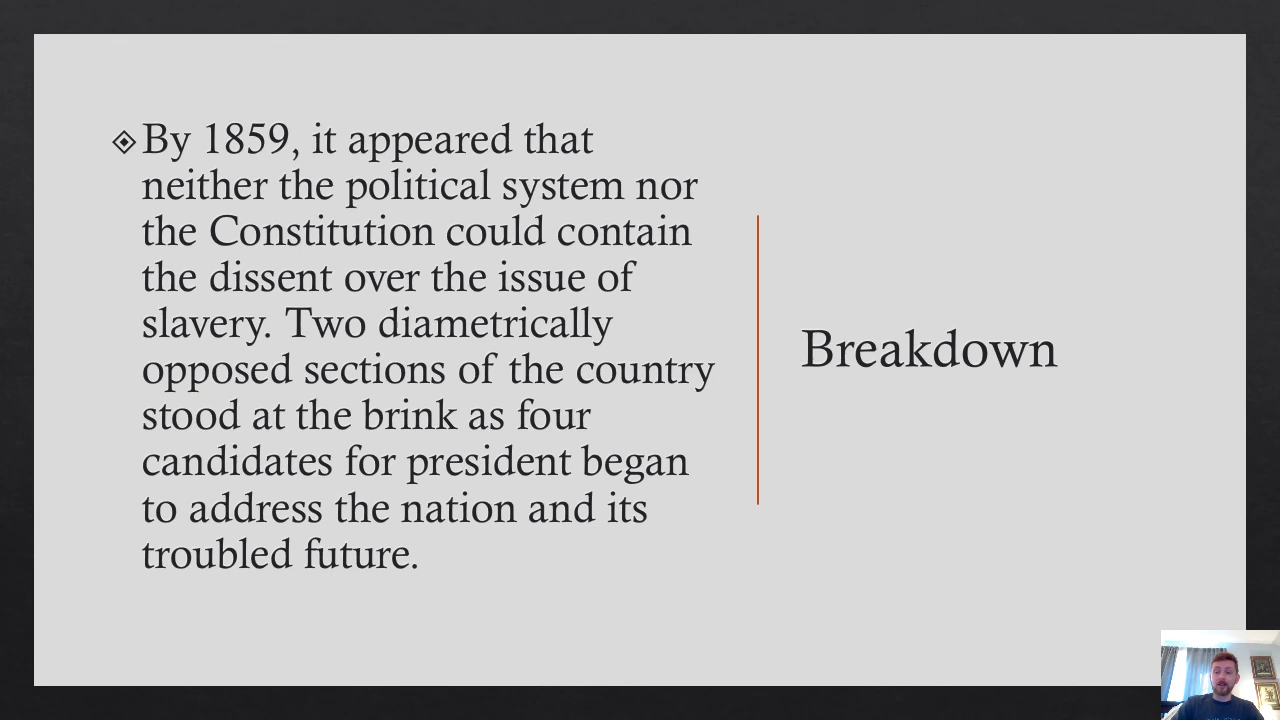 By 1859, it appeared that
neither the political system nor
the Constitution could contain
the dissent over the issue of
slavery. Two diametrically
opposed sections of the country
stood at the brink as four
candidates for president began
to address the nation and its
troubled future.
Breakdown